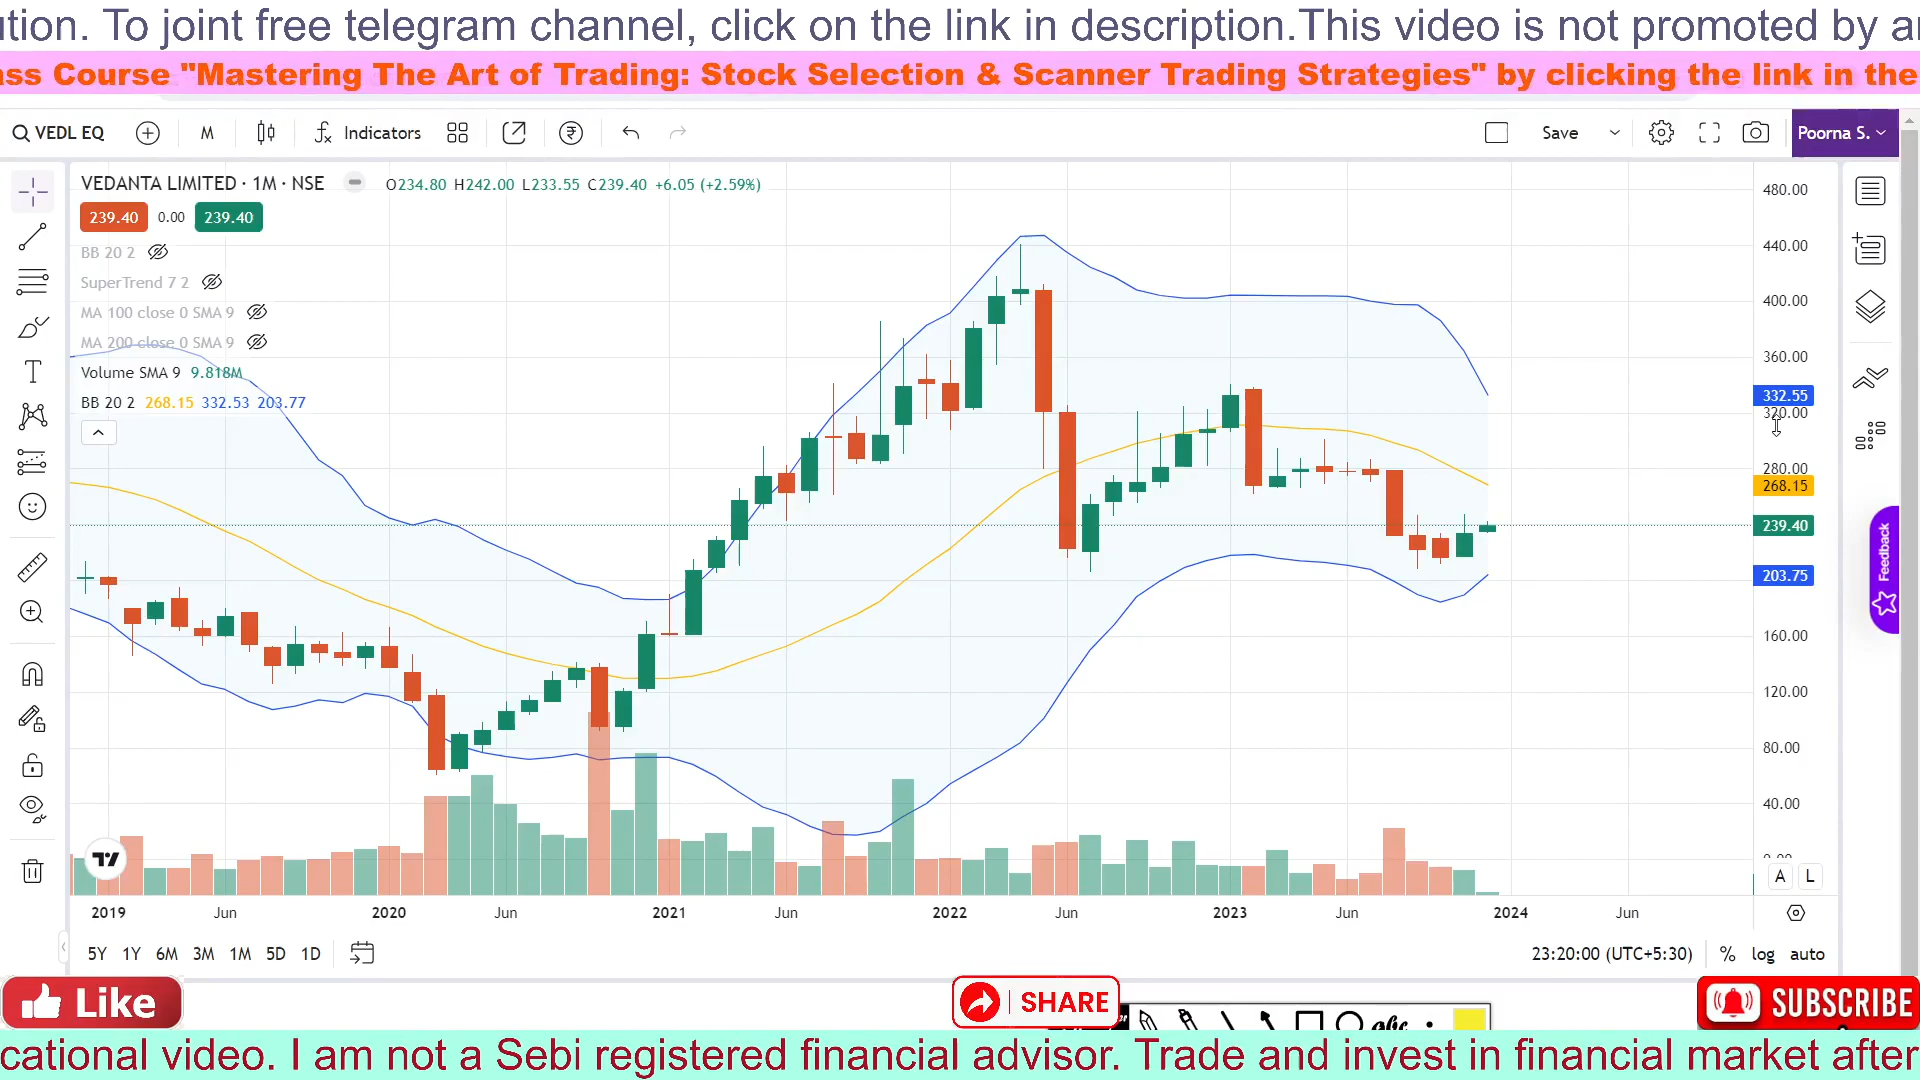 ution. To joint free telegram channel, click on the link in description.This video is not promoted by a
ass Course "Mastering The Art of Trading: Stock Selection & Scanner Trading Strategies" by clicking the link in the
VEDL EQ M Indicators Save Poorna S.
VEDANTA LIMITED · 1M · NSE O234.80 H242.00 L233.55 C239.40 +6.05 (+2.59%)
239.40 0.00 239.40
BB 20 2
SuperTrend 7 2
MA 100 close 0 SMA 9
MA 200 close 0 SMA 9
Volume SMA 9 9.818M
BB 20 2 268.15 332.53 203.77
480.00
440.00
400.00
360.00
332.55
320.00
280.00
268.15
239.40
203.75
160.00
120.00
80.00
40.00
0.00
A L
Feedback
2019 Jun 2020 Jun 2021 Jun 2022 Jun 2023 Jun 2024 Jun
5Y 1Y 6M 3M 1M 5D 1D 23:20:00 (UTC+5:30) % log auto
Like SHARE SUBSCRIBE
abc
cational video. I am not a Sebi registered financial advisor. Trade and invest in financial market after